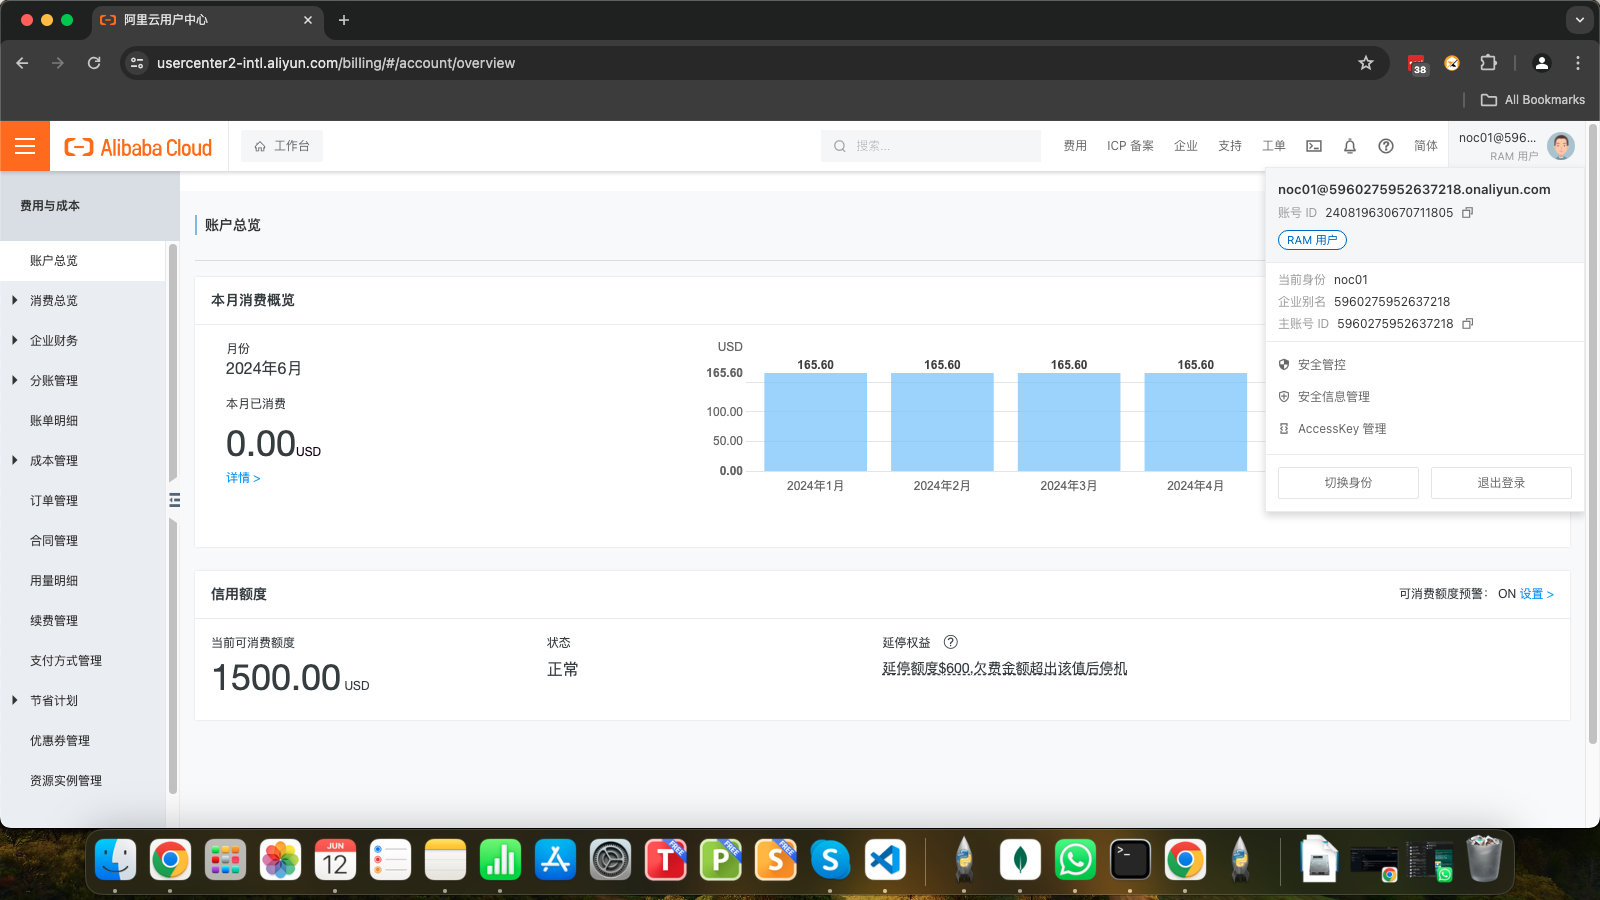 阿里云用户中心
usercenter2-intl.aliyun.com/billing/#/account/overview
38
All Bookmarks
Alibaba Cloud
工作台
搜索...
费用
ICP 备案
企业
支持
工单
简体
noc01@596...
RAM 用户
noc01@5960275952637218.onaliyun.com
账号 ID 240819630670711805
RAM 用户
当前身份 noc01
企业别名 5960275952637218
主账号 ID 5960275952637218
安全管控
安全信息管理
AccessKey 管理
切换身份
退出登录
费用与成本
账户总览
消费总览
企业财务
分账管理
账单明细
成本管理
订单管理
合同管理
用量明细
续费管理
支付方式管理
节省计划
优惠券管理
资源实例管理
账户总览
本月消费概览
月份
2024年6月
本月已消费
0.00USD
详情 >
USD
165.60
100.00
50.00
0.00
165.60
165.60
165.60
165.60
2024年1月
2024年2月
2024年3月
2024年4月
信用额度
可消费额度预警： ON 设置 >
当前可消费额度
1500.00 USD
状态
正常
延停权益
延停额度$600,欠费金额超出该值后停机
JUN
12
T
FREE
P
FREE
S
FREE
S
>_